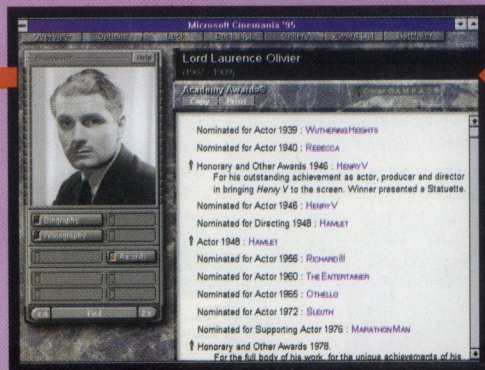 Microsoft Cinemania '95
Options
Help
Lord Laurence Olivier
(1907 - 1989)
Academy Awards®
Copy Print
Nominated for Actor 1939 : WUTHERING HEIGHTS
Nominated for Actor 1940 : REBECCA
Honorary and Other Awards 1946 : HENRY V
For his outstanding achievement as actor, producer and director
in bringing Henry V to the screen. Winner presented a Statuette.
Nominated for Actor 1946 : HENRY V
Nominated for Directing 1948 : HAMLET
Actor 1948 : HAMLET
Nominated for Actor 1956 : RICHARD III
Nominated for Actor 1960 : THE ENTERTAINER
Nominated for Actor 1965 : OTHELLO
Nominated for Actor 1972 : SLEUTH
Nominated for Supporting Actor 1976 : MARATHON MAN
Honorary and Other Awards 1978.
For the full body of his work, for the unique achievements of his
Biography
Filmography
Awards
Find